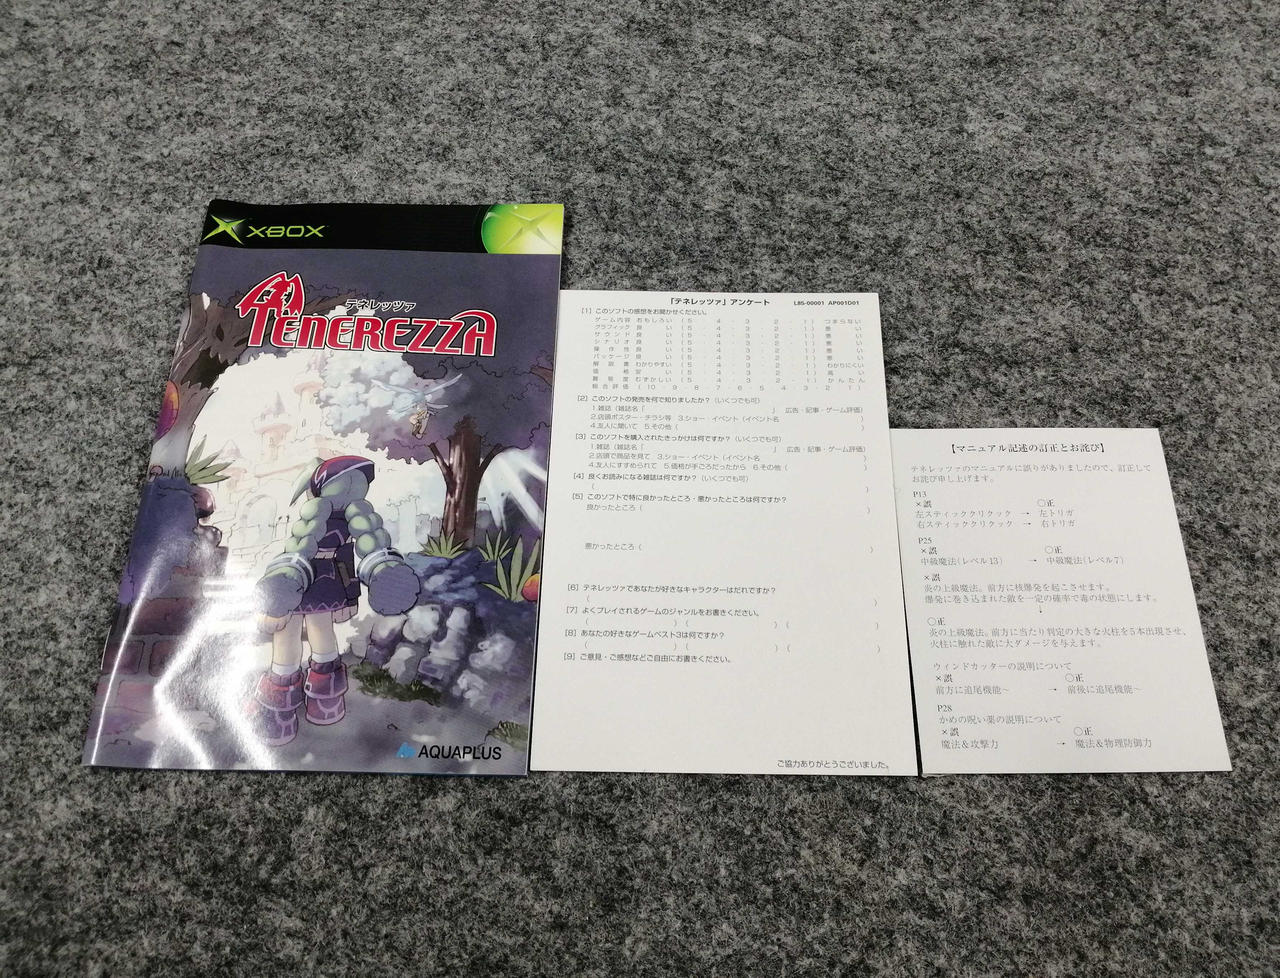 XBOX
テネレッツァ
TENEREZZA
AQUAPLUS
「テネレッツァ」アンケート L85-00001 AP001D01
[1] このソフトの感想をお聞かせください。
ゲーム内容 おもしろい (5 ・ 4 ・ 3 ・ 2 ・ 1) つまらない
グラフィック 良い (5 ・ 4 ・ 3 ・ 2 ・ 1) 悪い
サウンド 良い (5 ・ 4 ・ 3 ・ 2 ・ 1) 悪い
シナリオ 良い (5 ・ 4 ・ 3 ・ 2 ・ 1) 悪い
操作性 良い (5 ・ 4 ・ 3 ・ 2 ・ 1) 悪い
パッケージ 良い (5 ・ 4 ・ 3 ・ 2 ・ 1) 悪い
解説書 わかりやすい (5 ・ 4 ・ 3 ・ 2 ・ 1) わかりにくい
価格 安い (5 ・ 4 ・ 3 ・ 2 ・ 1) 高い
難易度 むずかしい (5 ・ 4 ・ 3 ・ 2 ・ 1) かんたん
総合評価 (10 ・ 9 ・ 8 ・ 7 ・ 6 ・ 5 ・ 4 ・ 3 ・ 2 ・ 1)
[2] このソフトの発売を何で知りましたか?(いくつでも可)
1.雑誌(雑誌名「 」 広告・記事・ゲーム評価)
2.店頭ポスター・チラシ等 3.ショー・イベント(イベント名 )
4.友人に聞いて 5.その他( )
[3] このソフトを購入されたきっかけは何ですか?(いくつでも可)
1.雑誌(雑誌名「 」 広告・記事・ゲーム評価)
2.店頭で商品を見て 3.ショー・イベント(イベント名 )
4.友人にすすめられて 5.価格が手ごろだったから 6.その他( )
[4] 良くお読みになる雑誌は何ですか?(いくつでも可)
( )
[5] このソフトで特に良かったところ・悪かったところは何ですか?
良かったところ( )
悪かったところ( )
[6] テネレッツァであなたが好きなキャラクターはだれですか?
( )
[7] よくプレイされるゲームのジャンルをお書きください。
( ) ( ) ( )
[8] あなたの好きなゲームベスト3は何ですか?
( ) ( ) ( )
[9] ご意見・ご感想などご自由にお書きください。
ご協力ありがとうございました。
【マニュアル記述の訂正とお詫び】
テネレッツァのマニュアルに誤りがありましたので、訂正して
お詫び申し上げます。
P13
×誤 〇正
左スティッククリック → 左トリガ
右スティッククリック → 右トリガ
P25
×誤 〇正
中級魔法(レベル13) → 中級魔法(レベル7)
×誤
炎の上級魔法。前方に核爆発を起こさせます。
爆発に巻き込まれた敵を一定の確率で毒の状態にします。
↓
〇正
炎の上級魔法。前方に当たり判定の大きな火柱を5本出現させ、
火柱に触れた敵に大ダメージを与えます。
ウィンドカッターの説明について
×誤 〇正
前方に追尾機能~ → 前後に追尾機能~
P28
かめの呪い薬の説明について
×誤 〇正
魔法&攻撃力 → 魔法&物理防御力